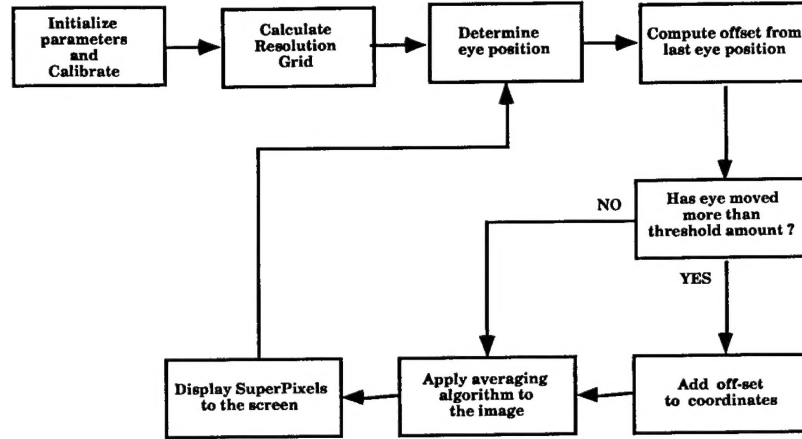 Initialize
parameters
and
Calibrate
Calculate
Resolution
Grid
Determine
eye position
Compute offset from
last eye position
Has eye moved
more than
threshold amount ?
NO
YES
Add off-set
to coordinates
Apply averaging
algorithm to
the image
Display SuperPixels
to the screen